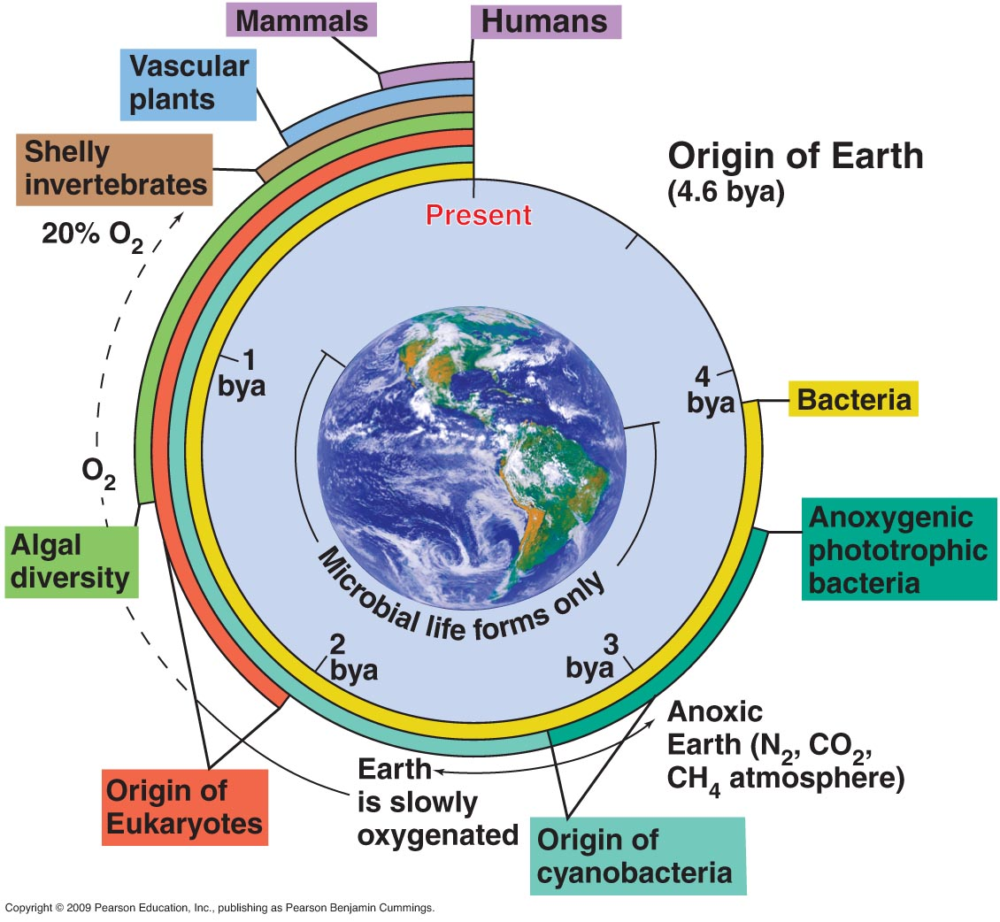 Mammals
Humans
Vascular
plants
Shelly
invertebrates
Origin of Earth
(4.6 bya)
Present
20% O₂
1
bya
4
bya
Bacteria
O₂
Anoxygenic
phototrophic
bacteria
Algal
diversity
Microbial life forms only
2
bya
3
bya
Anoxic
Earth (N₂, CO₂,
CH₄ atmosphere)
Earth
is slowly
oxygenated
Origin of
Eukaryotes
Origin of
cyanobacteria
Copyright © 2009 Pearson Education, Inc., publishing as Pearson Benjamin Cummings.